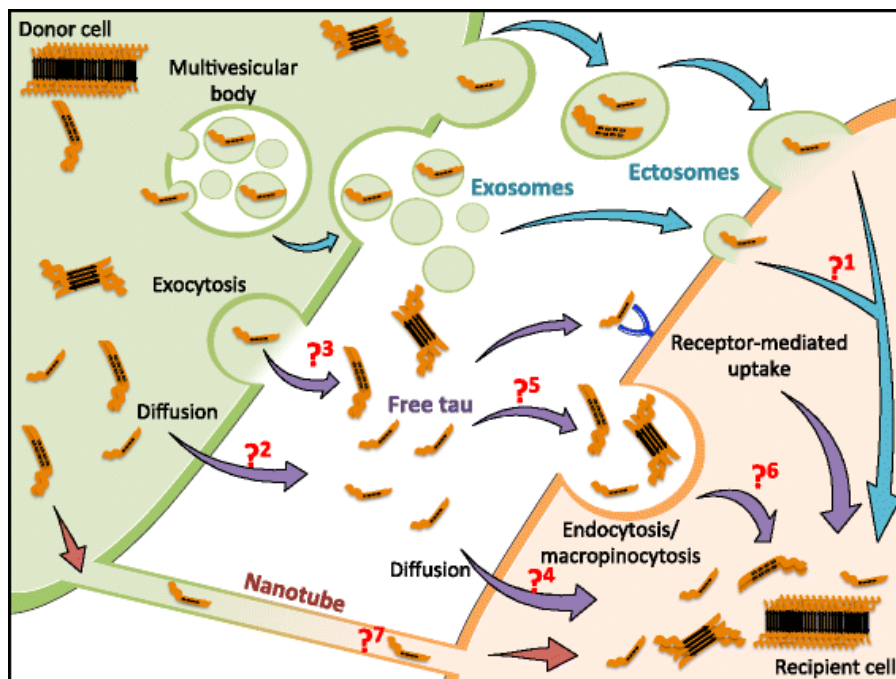 Donor cell
Multivesicular
body
Exosomes
Ectosomes
?1
Exocytosis
?3
Receptor-mediated
uptake
Free tau
?5
Diffusion
?2
?6
Endocytosis/
macropinocytosis
Diffusion
?4
Nanotube
?7
Recipient cell